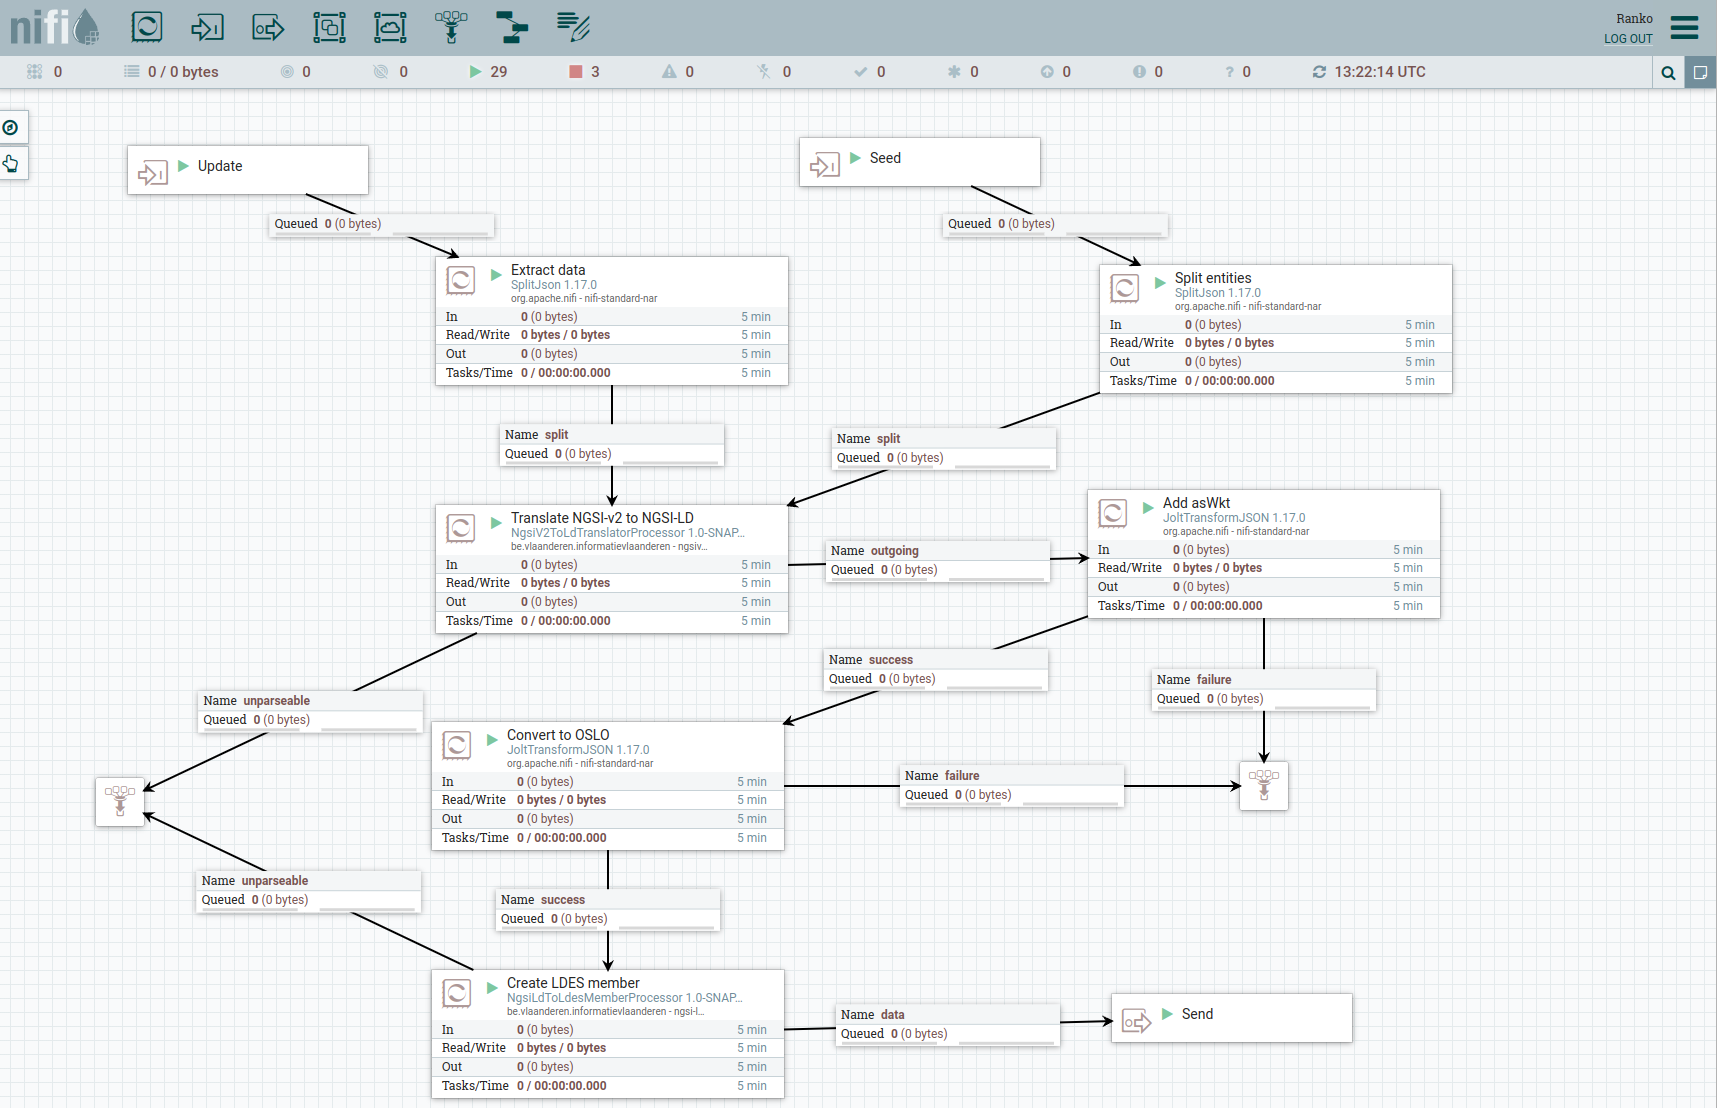 nifi
Ranko
LOG OUT
0
0 / 0 bytes
0
0
29
3
0
0
0
0
0
0
0
13:22:14 UTC
Update
Seed
Queued 0 (0 bytes)
Queued 0 (0 bytes)
Extract data
SplitJson 1.17.0
org.apache.nifi - nifi-standard-nar
In 0 (0 bytes) 5 min
Read/Write 0 bytes / 0 bytes 5 min
Out 0 (0 bytes) 5 min
Tasks/Time 0 / 00:00:00.000 5 min
Split entities
SplitJson 1.17.0
org.apache.nifi - nifi-standard-nar
In 0 (0 bytes) 5 min
Read/Write 0 bytes / 0 bytes 5 min
Out 0 (0 bytes) 5 min
Tasks/Time 0 / 00:00:00.000 5 min
Name split
Queued 0 (0 bytes)
Name split
Queued 0 (0 bytes)
Translate NGSI-v2 to NGSI-LD
NgsiV2ToLdTranslatorProcessor 1.0-SNAP...
be.vlaanderen.informatievlaanderen - ngsiv...
In 0 (0 bytes) 5 min
Read/Write 0 bytes / 0 bytes 5 min
Out 0 (0 bytes) 5 min
Tasks/Time 0 / 00:00:00.000 5 min
Name outgoing
Queued 0 (0 bytes)
Add asWkt
JoltTransformJSON 1.17.0
org.apache.nifi - nifi-standard-nar
In 0 (0 bytes) 5 min
Read/Write 0 bytes / 0 bytes 5 min
Out 0 (0 bytes) 5 min
Tasks/Time 0 / 00:00:00.000 5 min
Name success
Queued 0 (0 bytes)
Name failure
Queued 0 (0 bytes)
Name unparseable
Queued 0 (0 bytes)
Convert to OSLO
JoltTransformJSON 1.17.0
org.apache.nifi - nifi-standard-nar
In 0 (0 bytes) 5 min
Read/Write 0 bytes / 0 bytes 5 min
Out 0 (0 bytes) 5 min
Tasks/Time 0 / 00:00:00.000 5 min
Name failure
Queued 0 (0 bytes)
Name unparseable
Queued 0 (0 bytes)
Name success
Queued 0 (0 bytes)
Create LDES member
NgsiLdToLdesMemberProcessor 1.0-SNAP...
be.vlaanderen.informatievlaanderen - ngsi-l...
In 0 (0 bytes) 5 min
Read/Write 0 bytes / 0 bytes 5 min
Out 0 (0 bytes) 5 min
Tasks/Time 0 / 00:00:00.000 5 min
Name data
Queued 0 (0 bytes)
Send